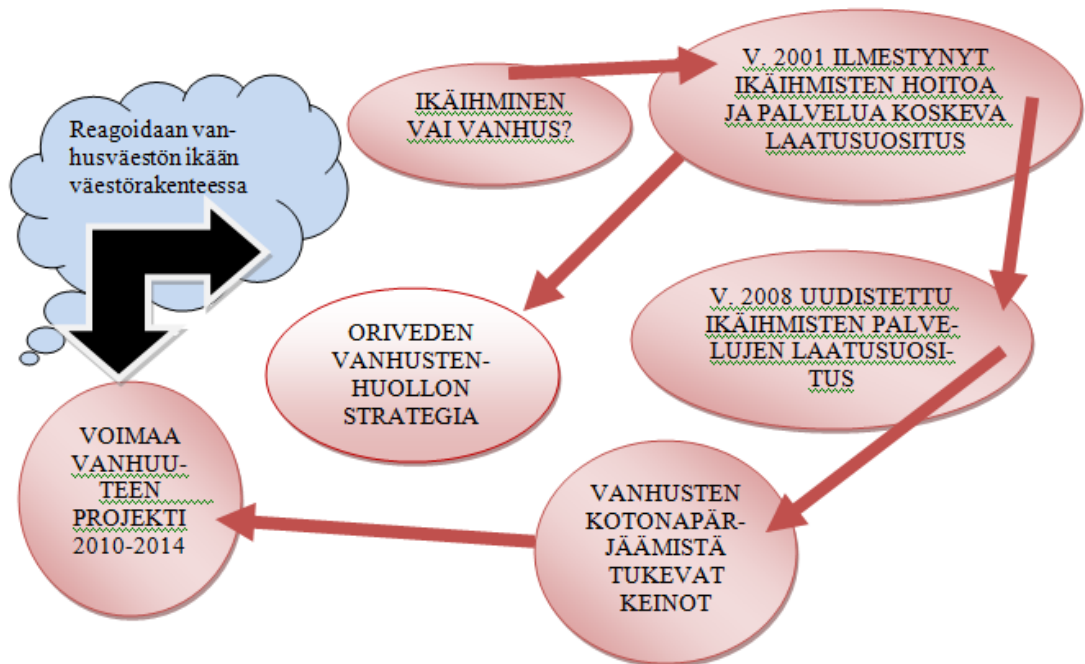 Reagoidaan van-
husväestön ikään
väestörakenteessa
IKÄIHMINEN
VAI VANHUS?
V. 2001 ILMESTYNYT
IKÄIHMISTEN HOITOA
JA PALVELUA KOSKEVA
LAATUSUOSITUS
V. 2008 UUDISTETTU
IKÄIHMISTEN PALVE-
LUJEN LAATUSUOSI-
TUS
ORIVEDEN
VANHUSTEN-
HUOLLON
STRATEGIA
VOIMAA
VANHUU-
TEEN
PROJEKTI
2010-2014
VANHUSTEN
KOTONAPÄR-
JÄÄMISTÄ
TUKEVAT
KEINOT